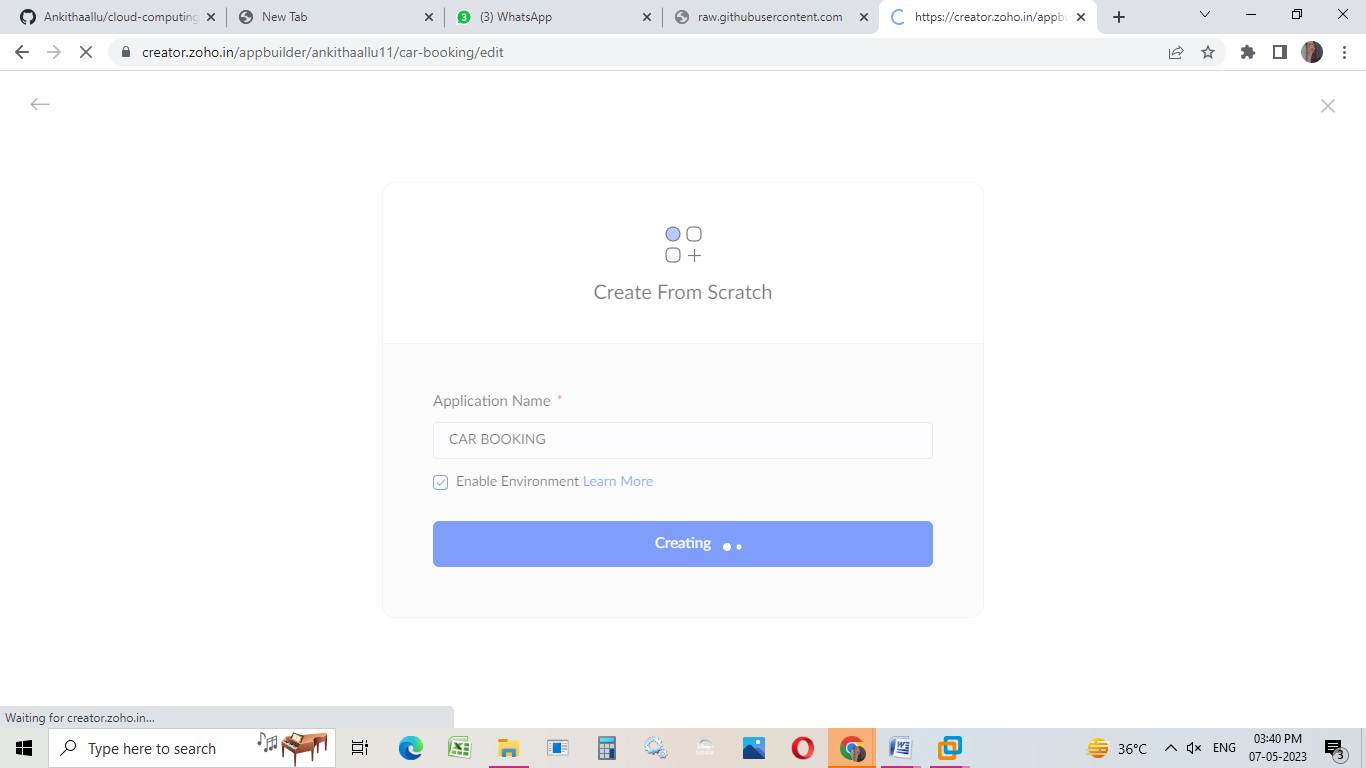 Ankithaallu/cloud-computing
New Tab
3
(3) WhatsApp
raw.githubusercontent.com
https://creator.zoho.in/appb
creator.zoho.in/appbuilder/ankithaallu11/car-booking/edit
Create From Scratch
Application Name *
CAR BOOKING
Enable Environment Learn More
Creating
Waiting for creator.zoho.in...
Type here to search
36°C
ENG
03:40 PM
07-05-2023
3